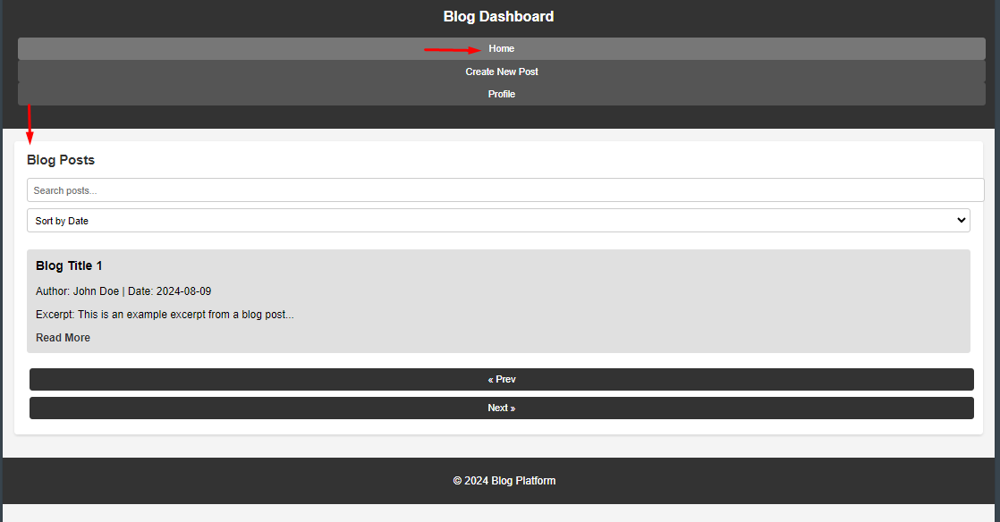 Blog Dashboard
Home
Create New Post
Profile
Blog Posts
Search posts...
Sort by Date
Blog Title 1
Author: John Doe | Date: 2024-08-09
Excerpt: This is an example excerpt from a blog post...
Read More
« Prev
Next »
© 2024 Blog Platform